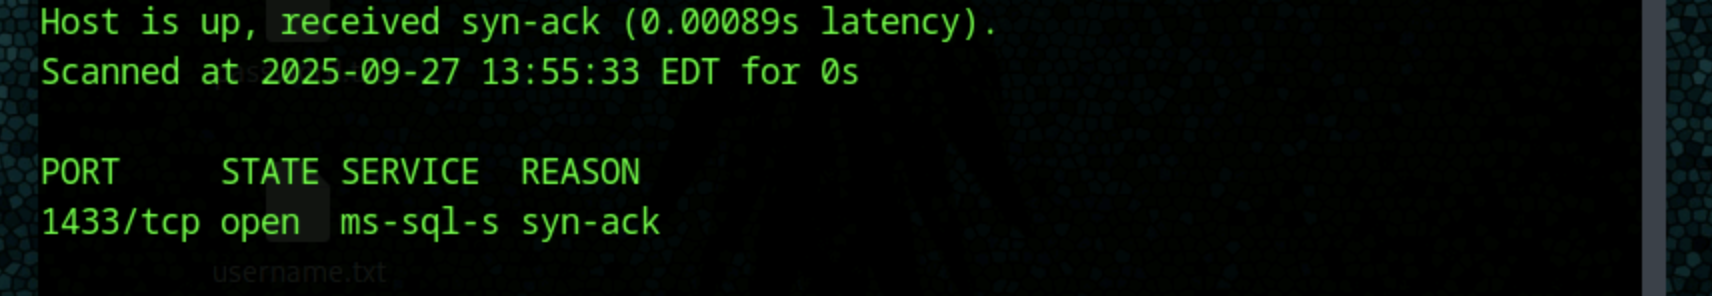 Host is up, received syn-ack (0.00089s latency).
Scanned at 2025-09-27 13:55:33 EDT for 0s
PORT     STATE SERVICE  REASON
1433/tcp open  ms-sql-s syn-ack
username.txt